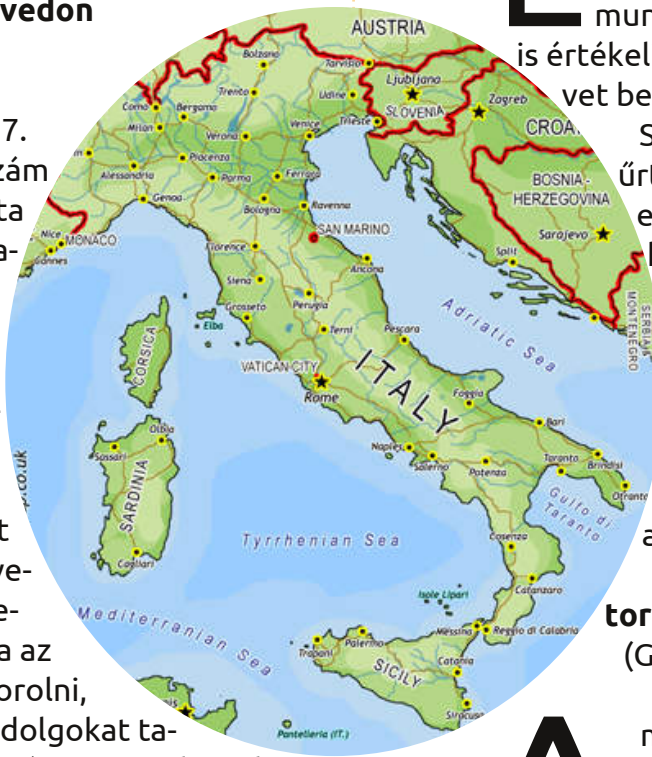 vedon
mun
is értékel
vet be
7.
S
zám
űrt
ta
e
a-
AUSTRIA
Bolzano
Tarvisio
Ljubljana
Trento
Udine
SLOVENIA
Zagreb
Como
Bergamo
Milan
Verona
Venice
Trieste
CROA
Piacenza
Alessandria
Parma
Ferrara
BOSNIA-
HERZEGOVINA
Genoa
Bologna
Ravenna
Nice
MONACO
Cannes
Florence
SAN MARINO
Sarajevo
Split
Ancona
Siena
Perugia
Grosseto
Elba
Terni
Pescara
Adriatic Sea
MONTENEGRO
SERBIA
CORSICA
VATICAN CITY
Rome
ITALY
Foggia
Olbia
Bari
Sassari
Naples
Salerno
Potenza
Taranto
Brindisi
Otranto
Gulfo di
Taranto
SARDINIA
p.co.uk
Tyrrhenian Sea
Cosenza
Cagliari
Catanzaro
Isole Lipari
Mediterranian Sea
Messina
Reggio di Calabria
Trapani
Palermo
SICILY
Catania
Siracusa
Pantelleria (IT.)
nis
t
ve-
e-
a az
orolni,
dolgokat ta-
a
tor
(G
A